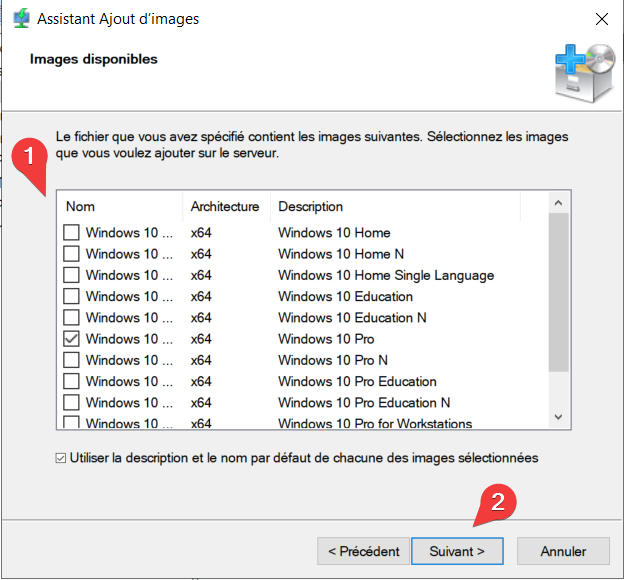 Assistant Ajout d'images
Images disponibles
Le fichier que vous avez spécifié contient les images suivantes. Sélectionnez les images
que vous voulez ajouter sur le serveur.
1
Nom Architecture Description
Windows 10 ... x64 Windows 10 Home
Windows 10 ... x64 Windows 10 Home N
Windows 10 ... x64 Windows 10 Home Single Language
Windows 10 ... x64 Windows 10 Education
Windows 10 ... x64 Windows 10 Education N
Windows 10 ... x64 Windows 10 Pro
Windows 10 ... x64 Windows 10 Pro N
Windows 10 ... x64 Windows 10 Pro Education
Windows 10 ... x64 Windows 10 Pro Education N
Windows 10 ... x64 Windows 10 Pro for Workstations
Utiliser la description et le nom par défaut de chacune des images sélectionnées
2
< Précédent Suivant > Annuler